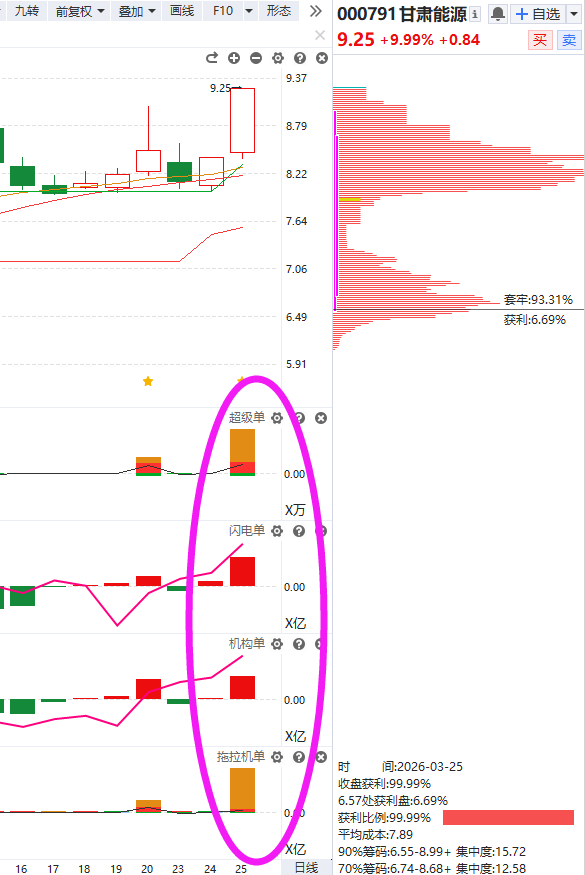 九转 前复权 叠加 画线 F10 形态
000791 甘肃能源 自选
9.25 +9.99% +0.84 买 卖
9.37
9.25
8.79
8.22
7.64
7.06
6.49
5.91
套牢:93.31%
获利:6.69%
超级单
0.00
X万
闪电单
0.00
X亿
机构单
0.00
X亿
拖拉机单
0.00
X亿
16 17 18 19 20 23 24 25 日线
时 间:2026-03-25
收盘获利:99.99%
6.57处获利盘:6.69%
获利比例:99.99%
平均成本:7.89
90%筹码:6.55-8.99+ 集中度:15.72
70%筹码:6.74-8.68+ 集中度:12.58